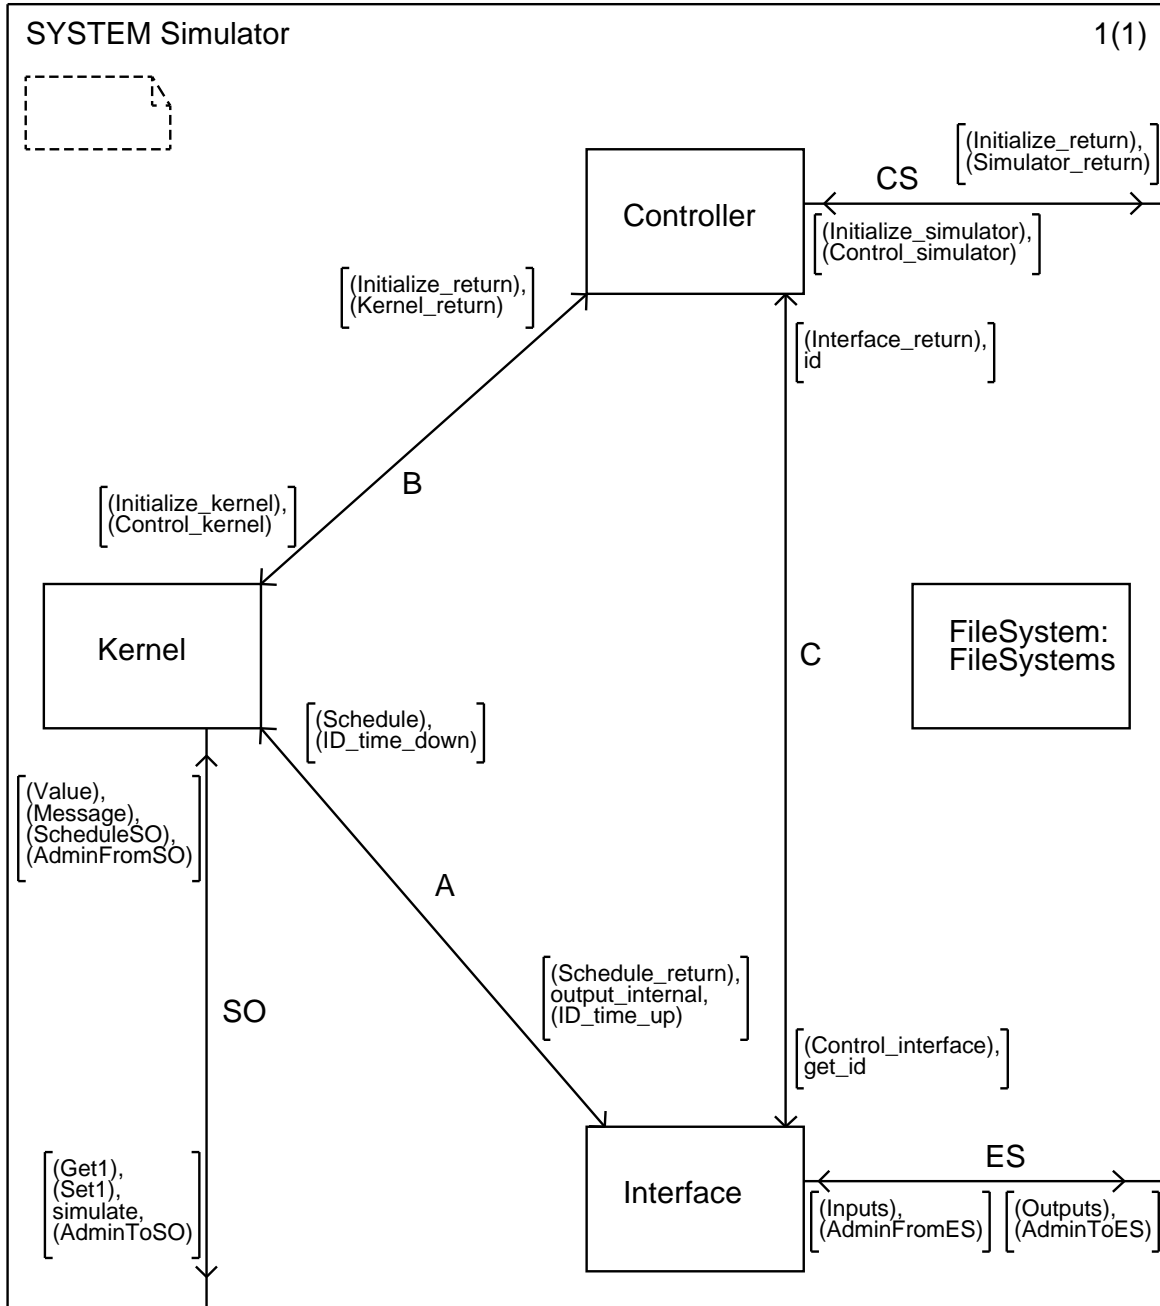 SYSTEM Simulator
1(1)
(Initialize_return),
(Simulator_return)
CS
Controller
(Initialize_simulator),
(Control_simulator)
(Initialize_return),
(Kernel_return)
(Interface_return),
id
B
(Initialize_kernel),
(Control_kernel)
Kernel
C
FileSystem:
FileSystems
(Schedule),
(ID_time_down)
(Value),
(Message),
(ScheduleSO),
(AdminFromSO)
A
(Schedule_return),
output_internal,
(ID_time_up)
SO
(Control_interface),
get_id
(Get1),
(Set1),
simulate,
(AdminToSO)
Interface
ES
(Inputs),
(AdminFromES)
(Outputs),
(AdminToES)